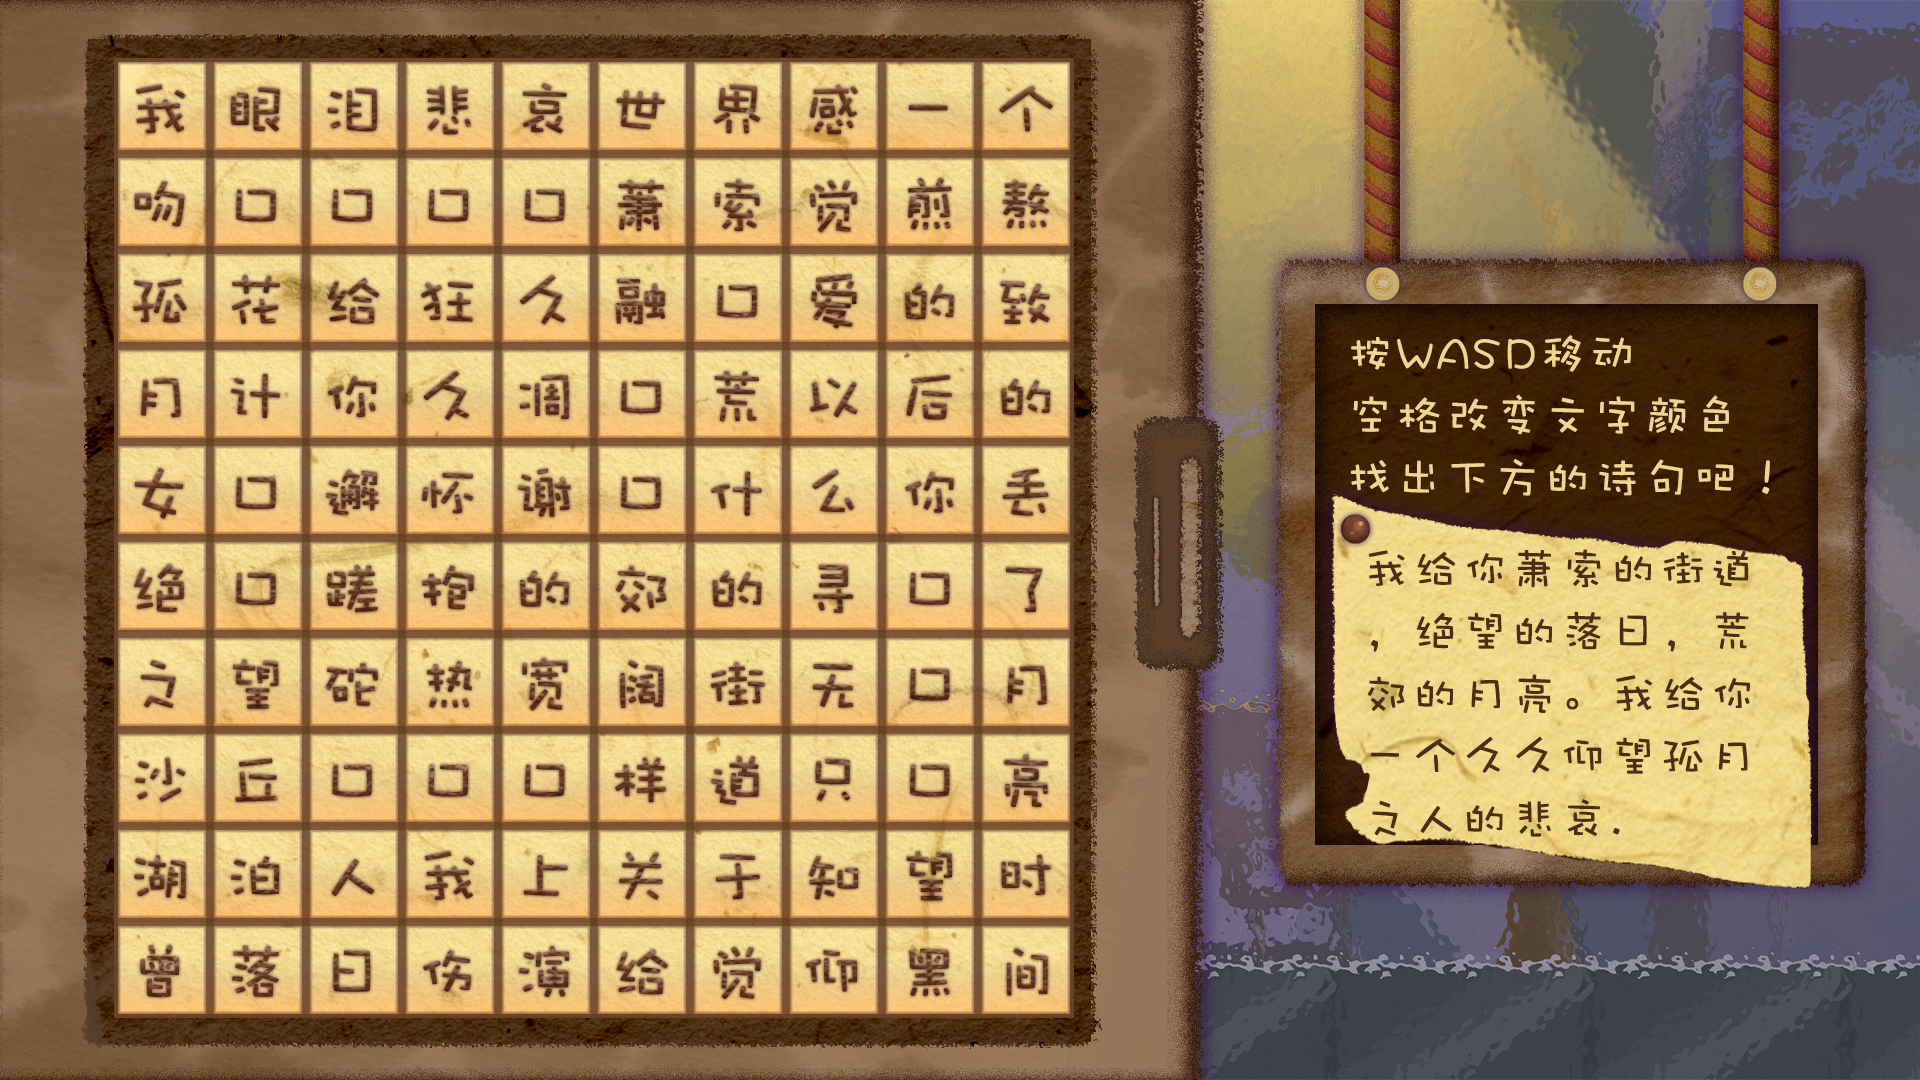 我眼泪悲哀世界感一个
吻口口口口萧索觉煎熬
孤花给狂久融口爱的致
月计你久凋口荒以后的
女口邂怀谢口什么你丢
绝口蹉抱的郊的寻口了
之望砣热宽阔街无口月
沙丘口口口样道只口亮
湖泊人我上关于知望时
曾落日伤演给觉仰黑间
按WASD移动
空格改变文字颜色
找出下方的诗句吧!
我给你萧索的街道
,绝望的落日,荒
郊的月亮。我给你
一个久久仰望孤月
之人的悲哀.